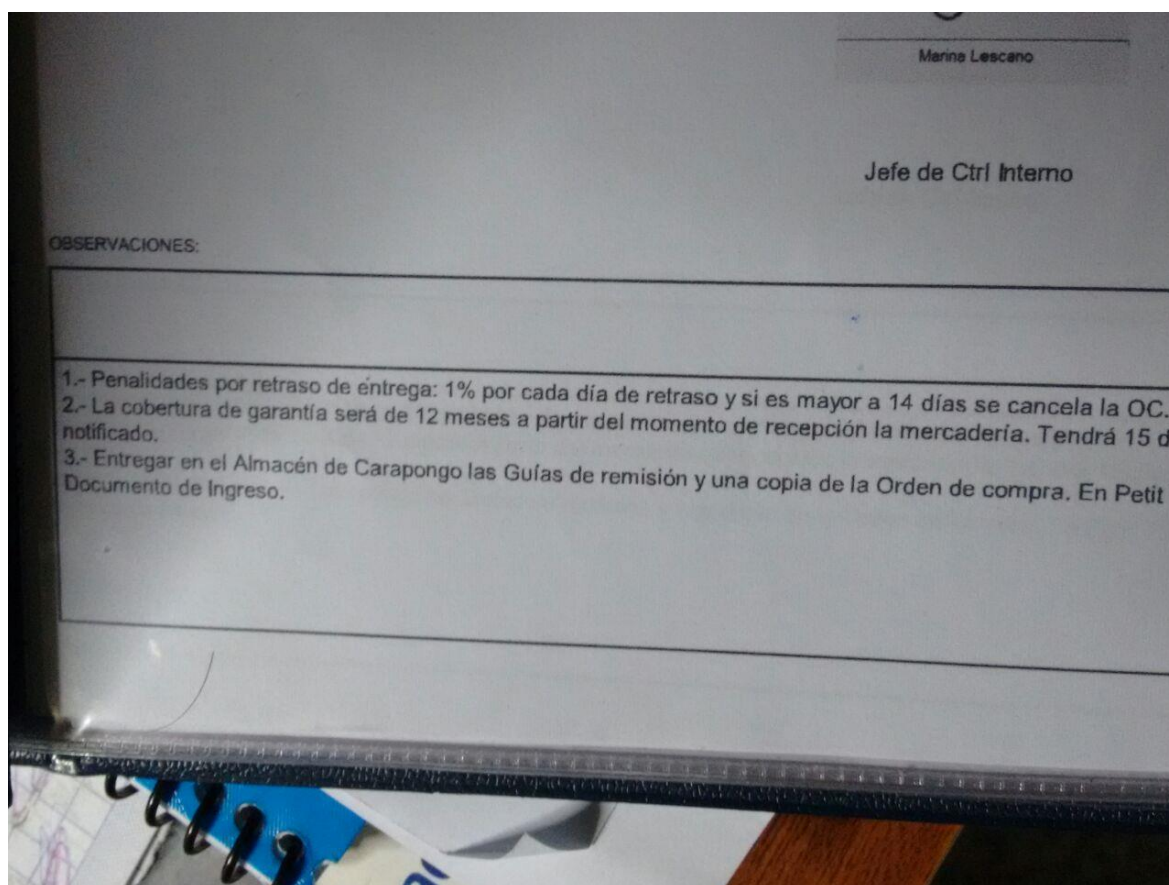 Marina Lescano
Jefe de Ctrl Interno
OBSERVACIONES:
1.- Penalidades por retraso de entrega: 1% por cada día de retraso y si es mayor a 14 días se cancela la OC.
2.- La cobertura de garantía será de 12 meses a partir del momento de recepción la mercadería. Tendrá 15 d
notificado.
3.- Entregar en el Almacén de Carapongo las Guías de remisión y una copia de la Orden de compra. En Petit
Documento de Ingreso.